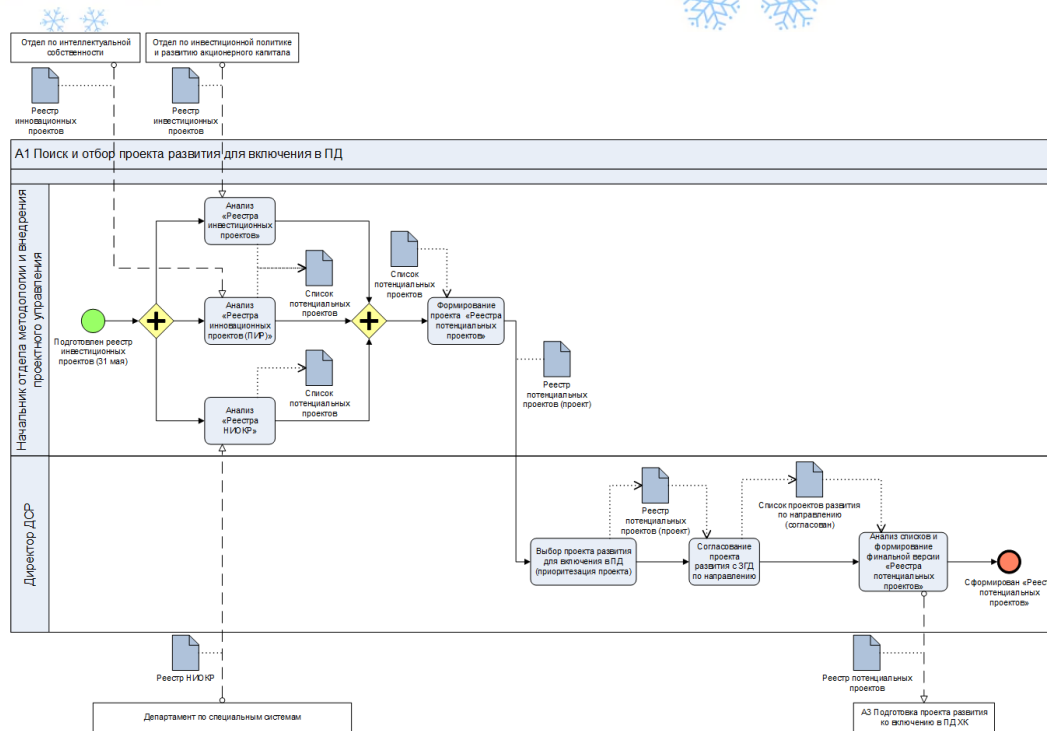 Отдел по интеллектуальной
собственности
Отдел по инвестиционной политике
и развитию акционерного капитала
Реестр
инновационных
проектов
Реестр
инвестиционных
проектов
А1 Поиск и отбор проекта развития для включения в ПД
Начальник отдела методологии и внедрения
проектного управления
Анализ
«Реестра
инвестиционных
проектов»
Список
потенциальных
проектов
Список
потенциальных
проектов
Подготовлен реестр
инвестиционных
проектов (31 мая)
Анализ
«Реестра
инновационных
проектов (ПИР)»
Формирование
проекта «Реестра
потенциальных
проектов»
Список
потенциальных
проектов
Реестр
потенциальных
проектов (проект)
Анализ
«Реестра
НИОКР»
Директор ДСР
Реестр
потенциальных
проектов (проект)
Список проектов развития
по направлению
(согласован)
Выбор проекта развития
для включения в ПД
(приоритезация проекта)
Согласование
проекта
развития с ЗГД
по направлению
Анализ списков и
формирование
финальной версии
«Реестра
потенциальных
проектов»
Сформирован «Реест
потенциальных
проектов»
Реестр НИОКР
Реестр потенциальных
проектов
Департамент по специальным системам
А3 Подготовка проекта развития
ко включению в ПД ХК